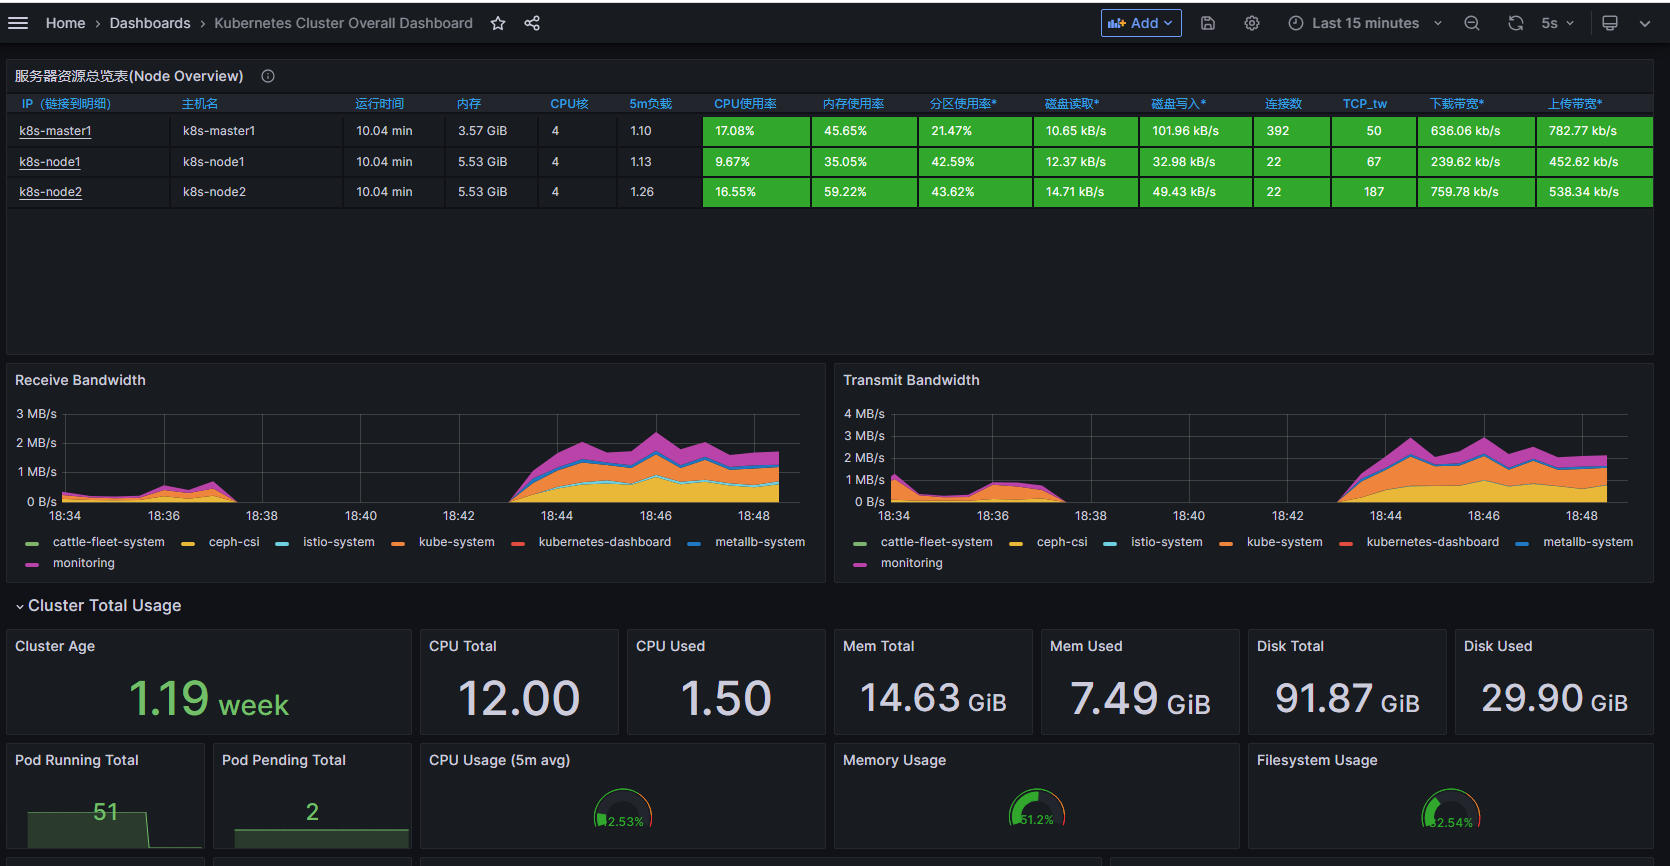 Home › Dashboards › Kubernetes Cluster Overall Dashboard Add Last 15 minutes 5s
服务器资源总览表(Node Overview)
IP（链接到明细） 主机名 运行时间 内存 CPU核 5m负载 CPU使用率 内存使用率 分区使用率* 磁盘读取* 磁盘写入* 连接数 TCP_tw 下载带宽* 上传带宽*
k8s-master1 k8s-master1 10.04 min 3.57 GiB 4 1.10 17.08% 45.65% 21.47% 10.65 kB/s 101.96 kB/s 392 50 636.06 kb/s 782.77 kb/s
k8s-node1 k8s-node1 10.04 min 5.53 GiB 4 1.13 9.67% 35.05% 42.59% 12.37 kB/s 32.98 kB/s 22 67 239.62 kb/s 452.62 kb/s
k8s-node2 k8s-node2 10.04 min 5.53 GiB 4 1.26 16.55% 59.22% 43.62% 14.71 kB/s 49.43 kB/s 22 187 759.78 kb/s 538.34 kb/s
Receive Bandwidth
3 MB/s
2 MB/s
1 MB/s
0 B/s
18:34 18:36 18:38 18:40 18:42 18:44 18:46 18:48
cattle-fleet-system ceph-csi istio-system kube-system kubernetes-dashboard metallb-system
monitoring
Transmit Bandwidth
4 MB/s
3 MB/s
2 MB/s
1 MB/s
0 B/s
18:34 18:36 18:38 18:40 18:42 18:44 18:46 18:48
cattle-fleet-system ceph-csi istio-system kube-system kubernetes-dashboard metallb-system
monitoring
Cluster Total Usage
Cluster Age
1.19 week
CPU Total
12.00
CPU Used
1.50
Mem Total
14.63 GiB
Mem Used
7.49 GiB
Disk Total
91.87 GiB
Disk Used
29.90 GiB
Pod Running Total
51
Pod Pending Total
2
CPU Usage (5m avg)
12.53%
Memory Usage
51.2%
Filesystem Usage
32.54%